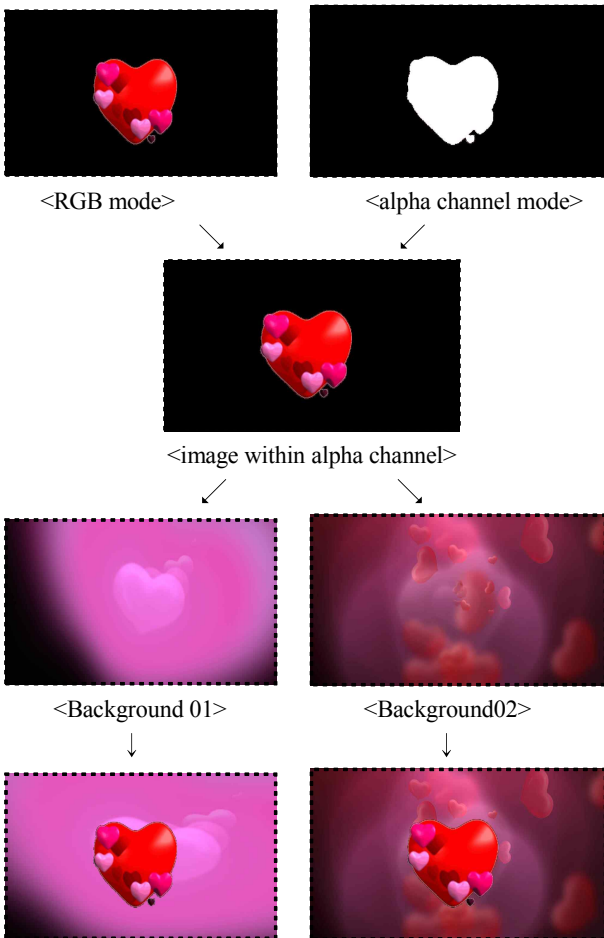 <RGB mode>
<alpha channel mode>
<image within alpha channel>
<Background 01>
<Background02>